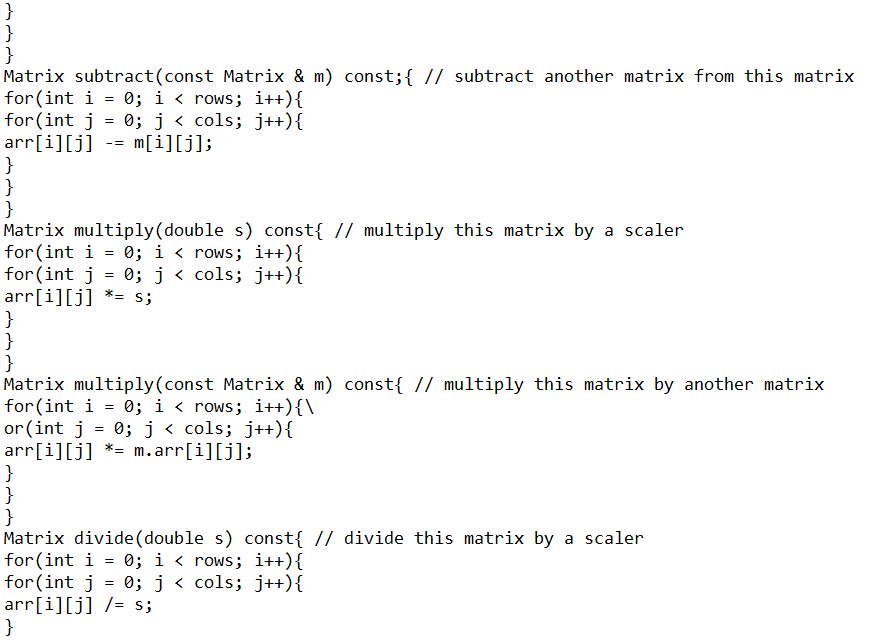 }
}
}
Matrix subtract(const Matrix & m) const;{ // subtract another matrix from this matrix
for(int i = 0; i < rows; i++){
for(int j = 0; j < cols; j++){
arr[i][j] -= m[i][j];
}
}
}
Matrix multiply(double s) const{ // multiply this matrix by a scaler
for(int i = 0; i < rows; i++){
for(int j = 0; j < cols; j++){
arr[i][j] *= s;
}
}
}
Matrix multiply(const Matrix & m) const{ // multiply this matrix by another matrix
for(int i = 0; i < rows; i++){\
or(int j = 0; j < cols; j++){
arr[i][j] *= m.arr[i][j];
}
}
}
Matrix divide(double s) const{ // divide this matrix by a scaler
for(int i = 0; i < rows; i++){
for(int j = 0; j < cols; j++){
arr[i][j] /= s;
}